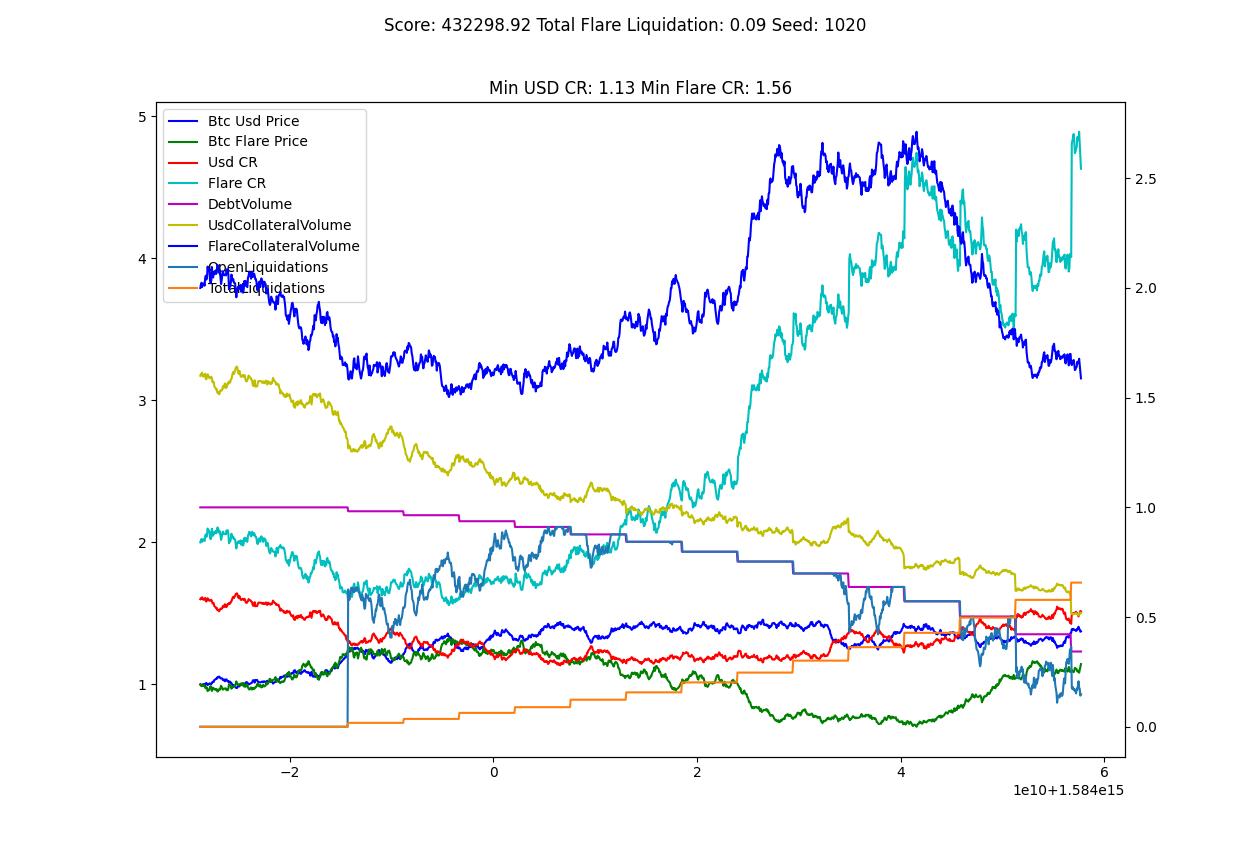 Score: 432298.92 Total Flare Liquidation: 0.09 Seed: 1020
Min USD CR: 1.13 Min Flare CR: 1.56
Btc Usd Price
Btc Flare Price
Usd CR
Flare CR
DebtVolume
UsdCollateralVolume
FlareCollateralVolume
OpenLiquidations
TotalLiquidations
5
4
3
2
1
2.5
2.0
1.5
1.0
0.5
0.0
−2
0
2
4
6
1e10+1.584e15